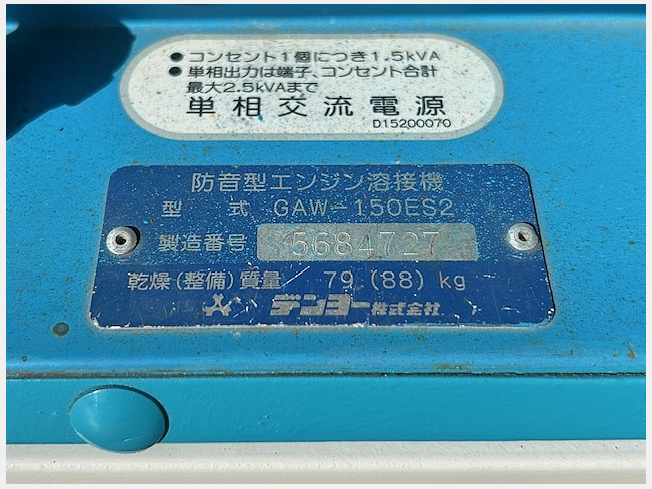 ● コンセント1個につき1.5kVA
● 単相出力は端子、コンセント合計
最大2.5kVAまで
単相交流電源
D15200070
防音型エンジン溶接機
型式 GAW-150ES2
製造番号 5684727
乾燥(整備)質量/ 79 (88) kg
デンヨー株式会社